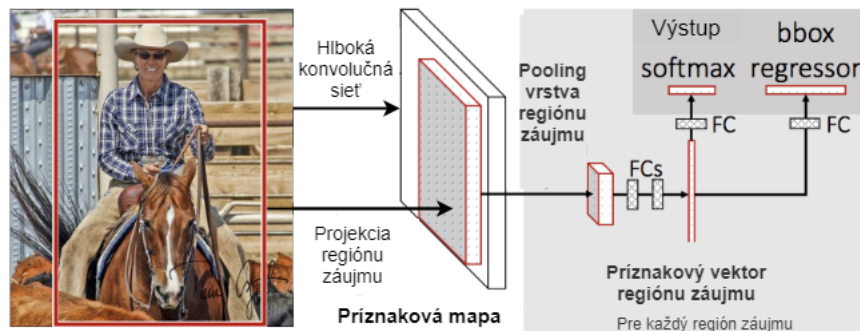 Hlboká
konvolučná
sieť
Projekcia
regiónu
záujmu
Príznaková mapa
Pooling
vrstva
regiónu
záujmu
FCs
Výstup
softmax
bbox
regressor
FC
FC
Príznakový vektor
regiónu záujmu
Pre každý región záujmu